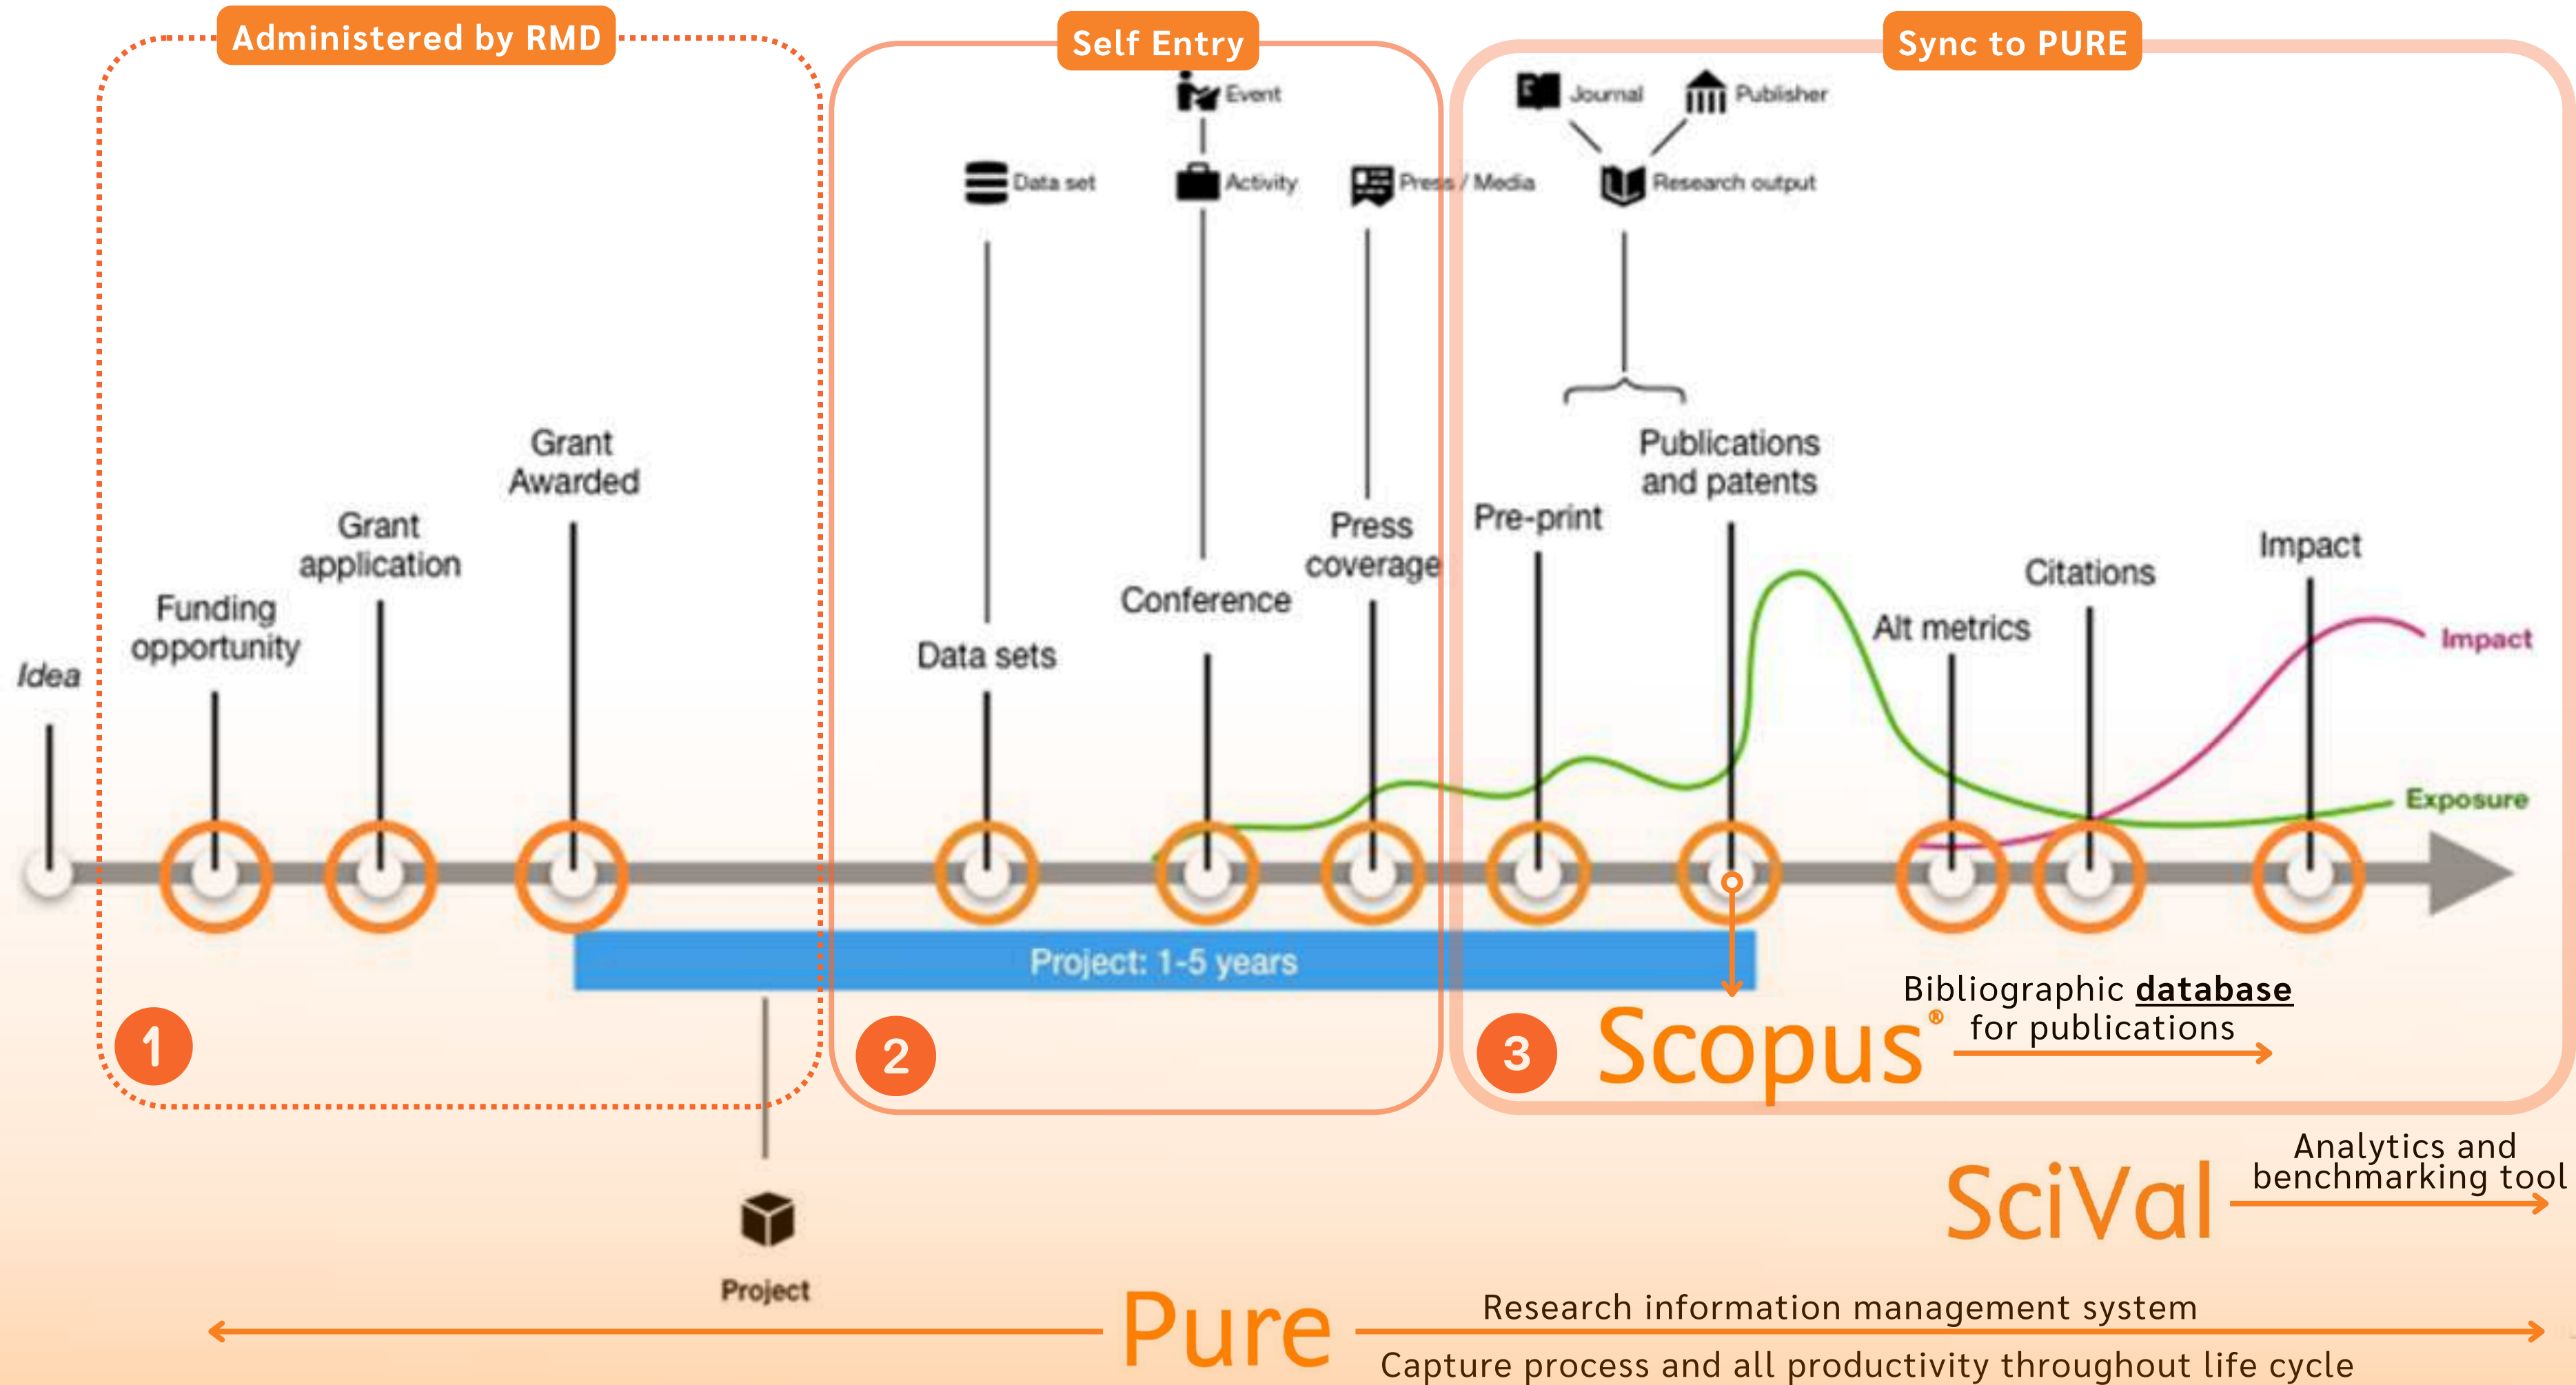 Administered by RMD
Self Entry
Sync to PURE
Event
Journal
Publisher
Data set
Activity
Press / Media
Research output
Grant
Awarded
Publications
and patents
Grant
application
Press
coverage
Pre-print
Impact
Citations
Funding
opportunity
Conference
Alt metrics
Data sets
Idea
Impact
Exposure
Project: 1-5 years
1
2
3
Scopus®
Bibliographic database
for publications
SciVal
Analytics and
benchmarking tool
Project
Pure
Research information management system
Capture process and all productivity throughout life cycle